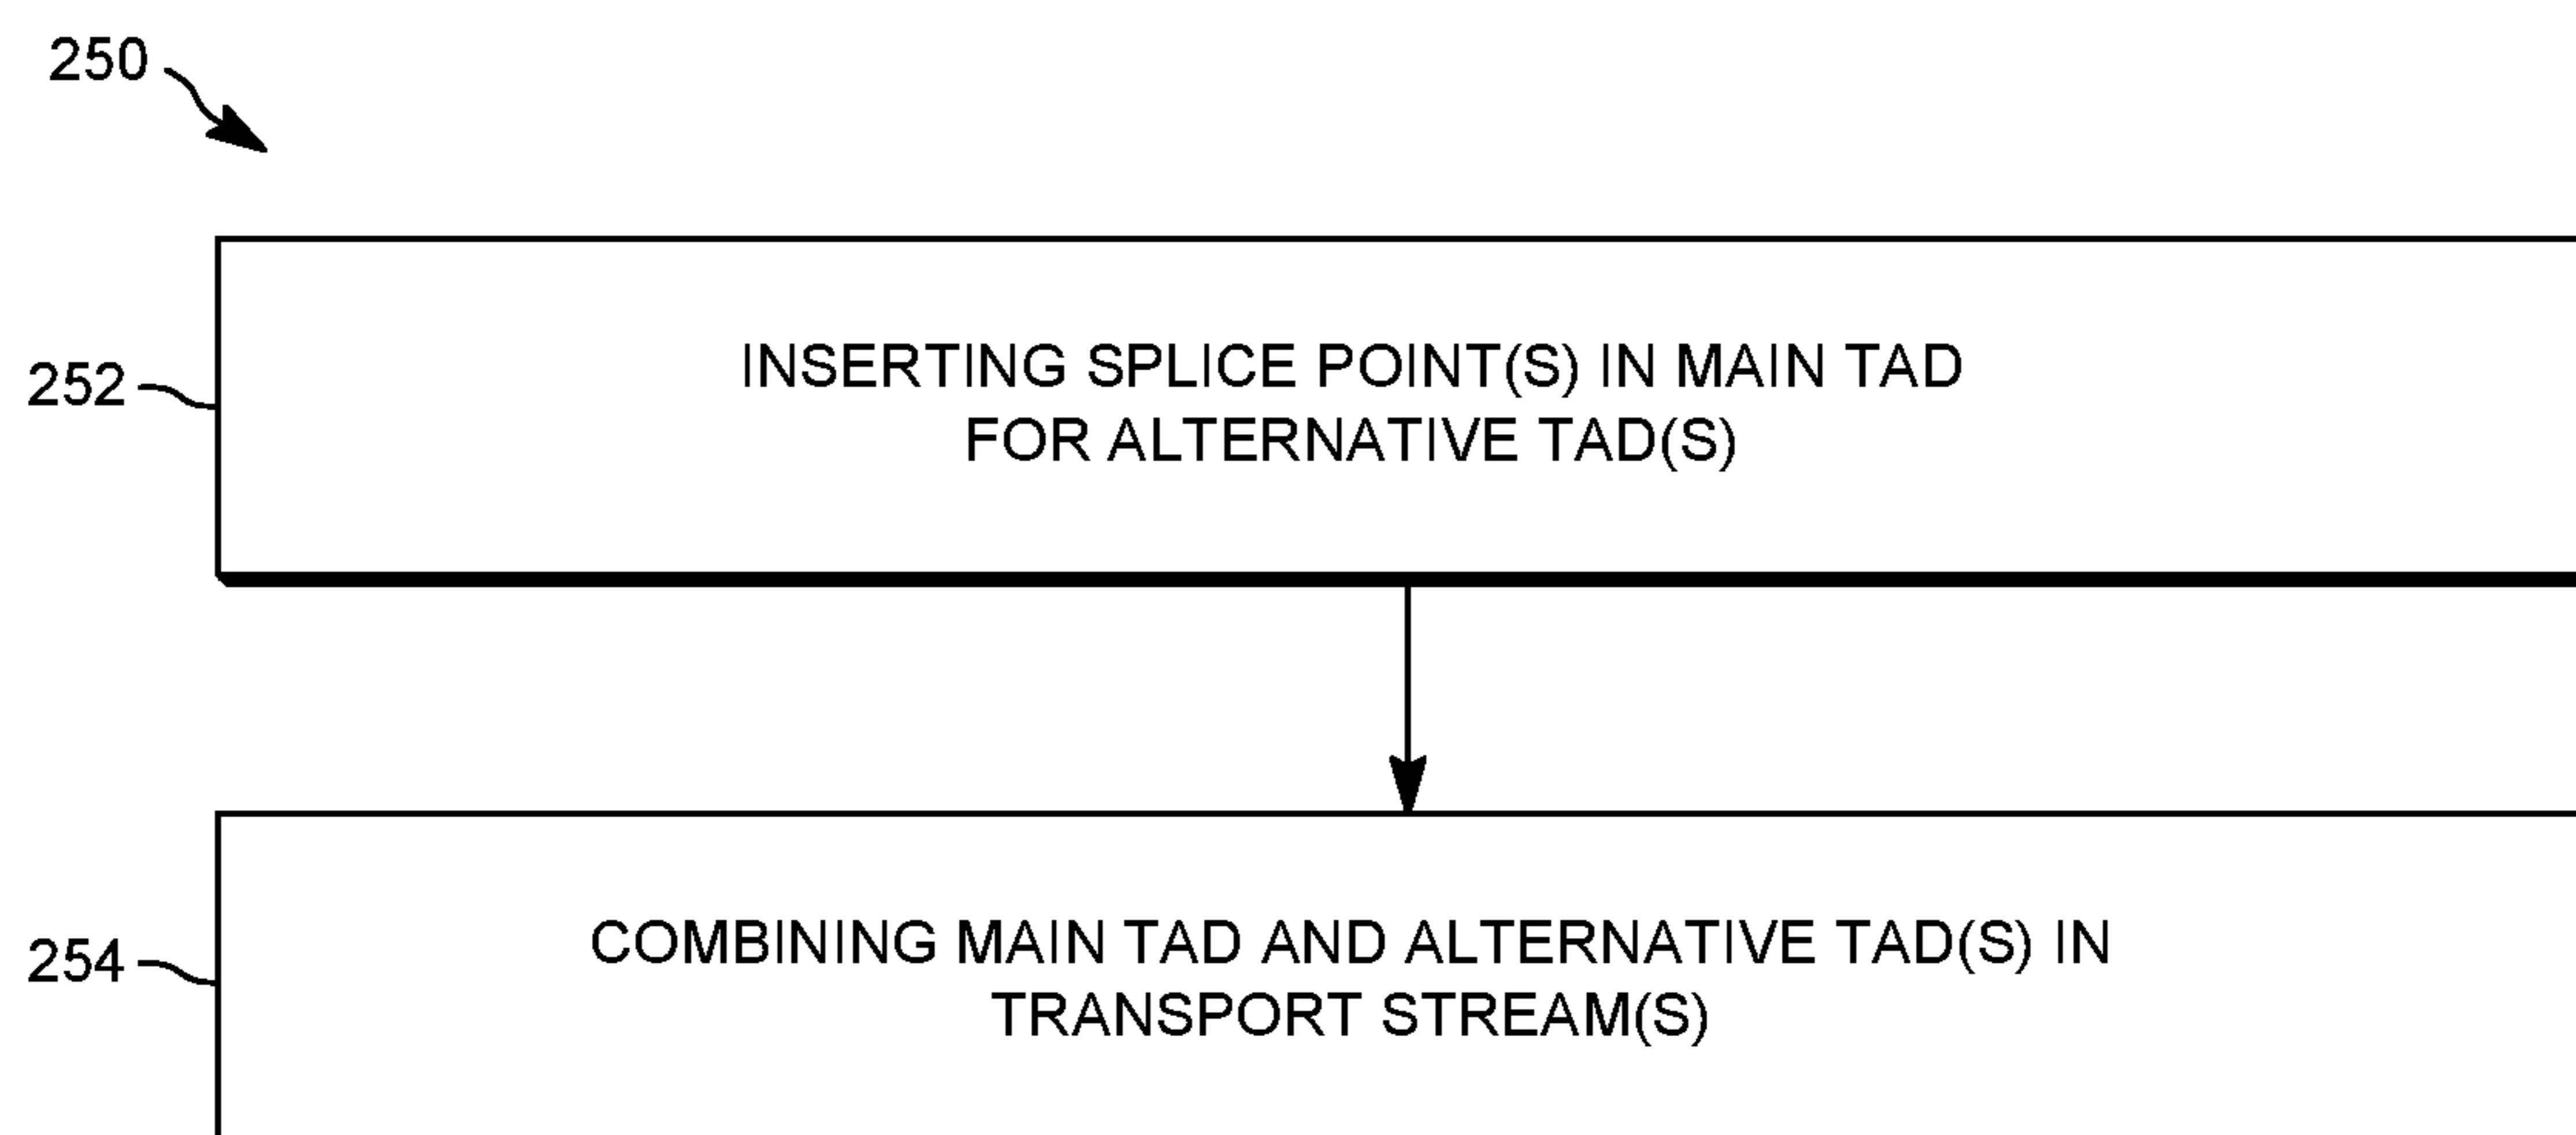 250
252
INSERTING SPLICE POINT(S) IN MAIN TAD
FOR ALTERNATIVE TAD(S)
254
COMBINING MAIN TAD AND ALTERNATIVE TAD(S) IN
TRANSPORT STREAM(S)